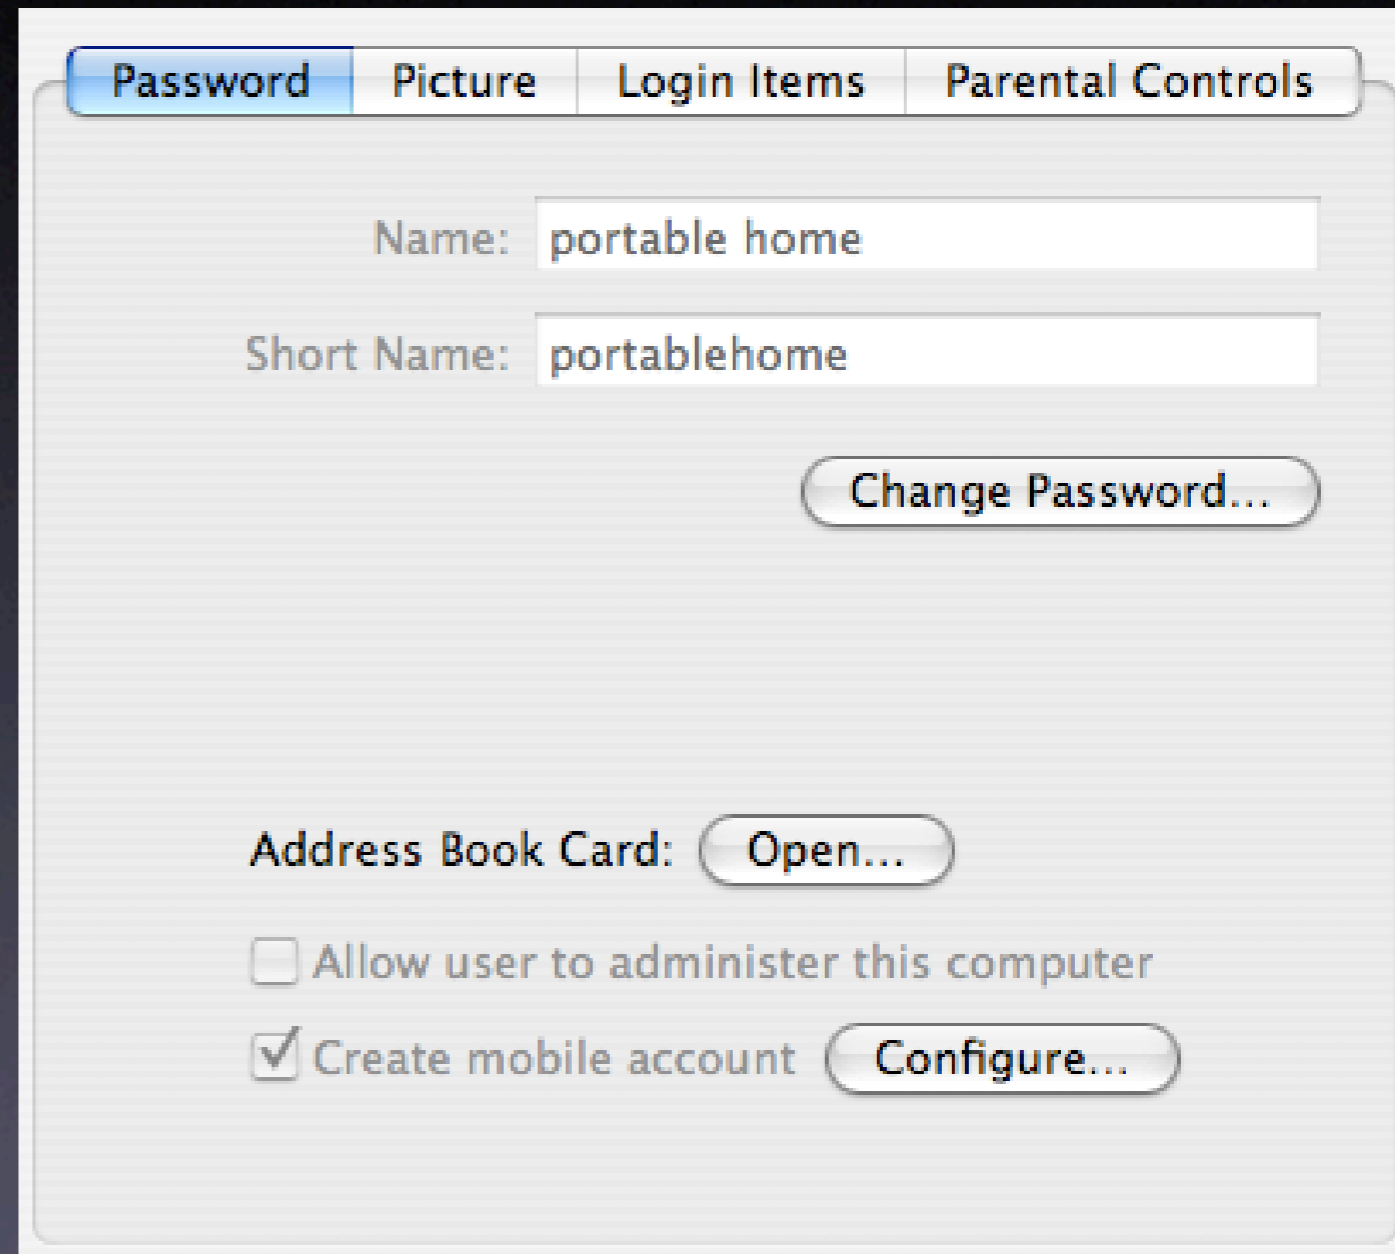 Password Picture Login Items Parental Controls
Name: portable home
Short Name: portablehome
Change Password...
Address Book Card: Open...
Allow user to administer this computer
Create mobile account Configure...